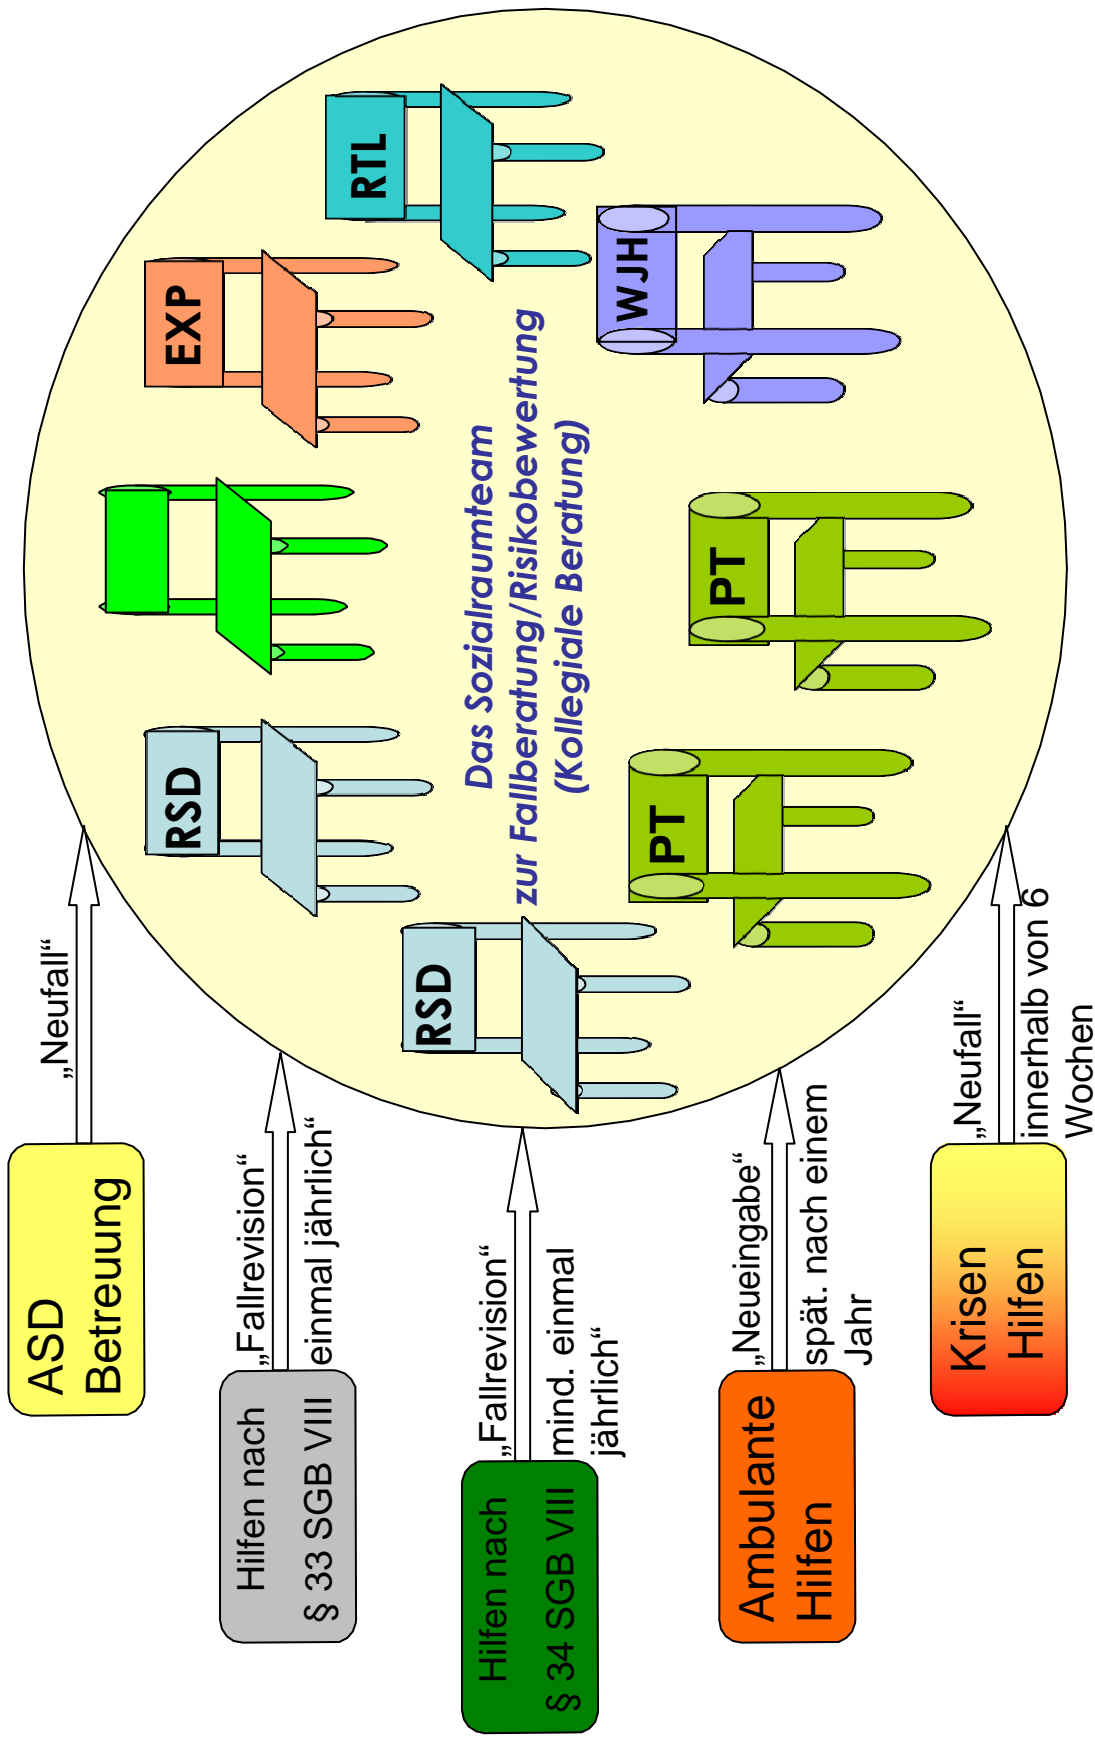 ASD
Betreuung
„Neufall“
Hilfen nach
§ 33 SGB VIII
„Fallrevision“
einmal jährlich“
Hilfen nach
§ 34 SGB VIII
„Fallrevision“
mind. einmal
jährlich“
Ambulante
Hilfen
„Neueingabe“
spät. nach einem
Jahr
Krisen
Hilfen
„Neufall“
innerhalb von 6
Wochen
RSD
RSD
EXP
RTL
Das Sozialraumteam
zur Fallberatung/Risikobewertung
(Kollegiale Beratung)
PT
PT
WJH